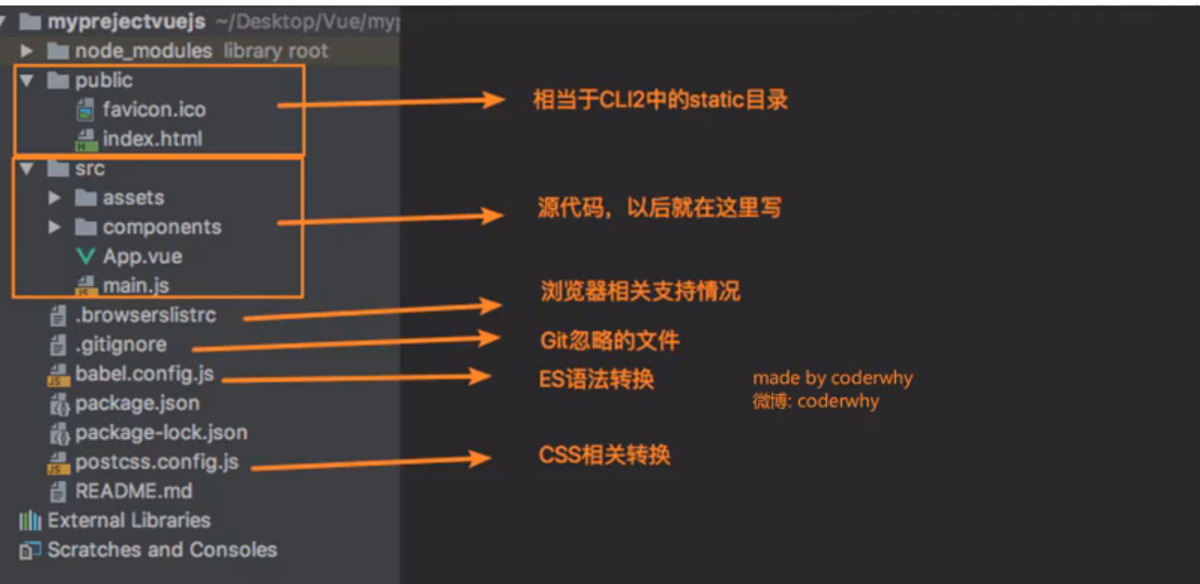 myprejectvuejs ~/Desktop/Vue/myp
node_modules library root
public
favicon.ico
index.html
相当于CLI2中的static目录
src
assets
components
App.vue
main.js
源代码，以后就在这里写
.browserslistrc
浏览器相关支持情况
.gitignore
Git忽略的文件
babel.config.js
ES语法转换
made by coderwhy
微博: coderwhy
package.json
package-lock.json
postcss.config.js
CSS相关转换
README.md
External Libraries
Scratches and Consoles